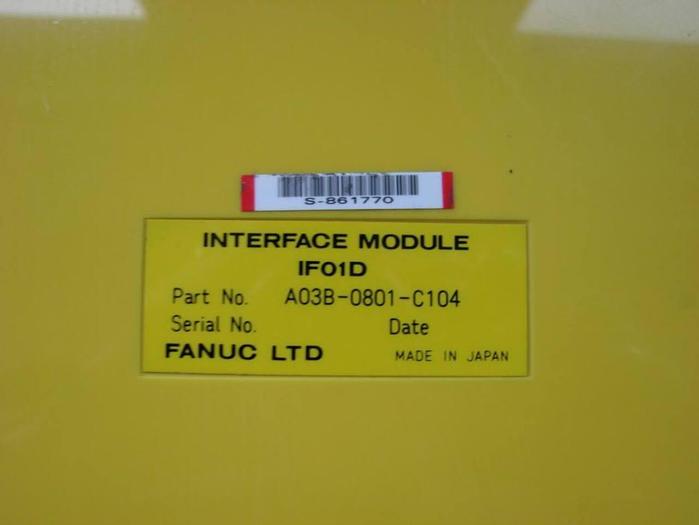 S-861770
INTERFACE MODULE
IF01D
Part No. A03B-0801-C104
Serial No. Date
FANUC LTD MADE IN JAPAN